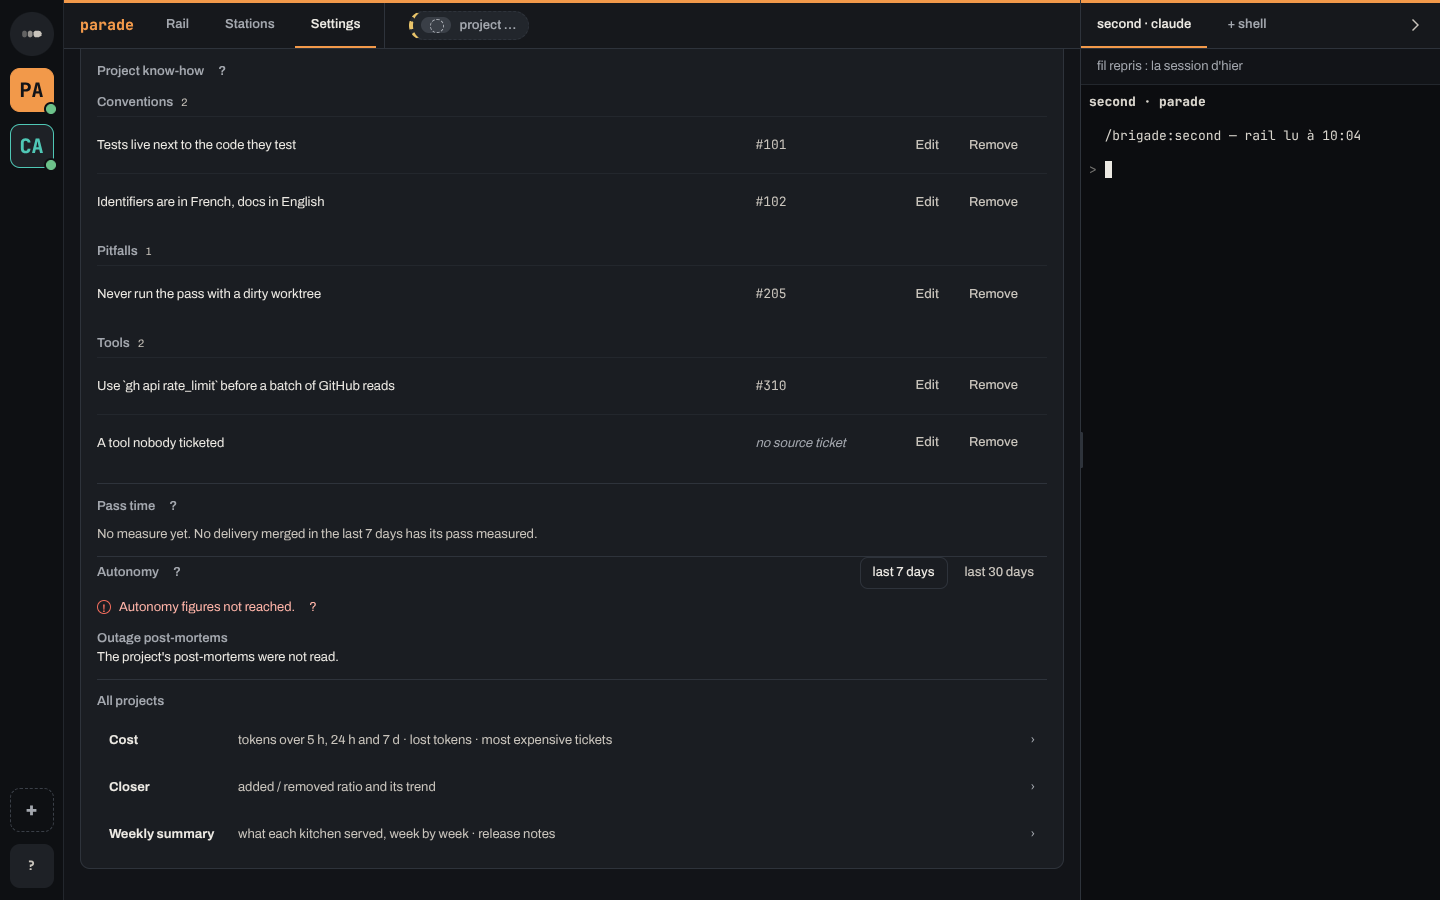 PA
CA
+
?
parade Rail Stations Settings project ...
second · claude + shell
fil repris : la session d'hier
second · parade
/brigade:second — rail lu à 10:04
>
Project know-how ?
Conventions 2
Tests live next to the code they test #101 Edit Remove
Identifiers are in French, docs in English #102 Edit Remove
Pitfalls 1
Never run the pass with a dirty worktree #205 Edit Remove
Tools 2
Use `gh api rate_limit` before a batch of GitHub reads #310 Edit Remove
A tool nobody ticketed no source ticket Edit Remove
Pass time ?
No measure yet. No delivery merged in the last 7 days has its pass measured.
Autonomy ? last 7 days last 30 days
Autonomy figures not reached. ?
Outage post-mortems
The project's post-mortems were not read.
All projects
Cost tokens over 5 h, 24 h and 7 d · lost tokens · most expensive tickets ›
Closer added / removed ratio and its trend ›
Weekly summary what each kitchen served, week by week · release notes ›